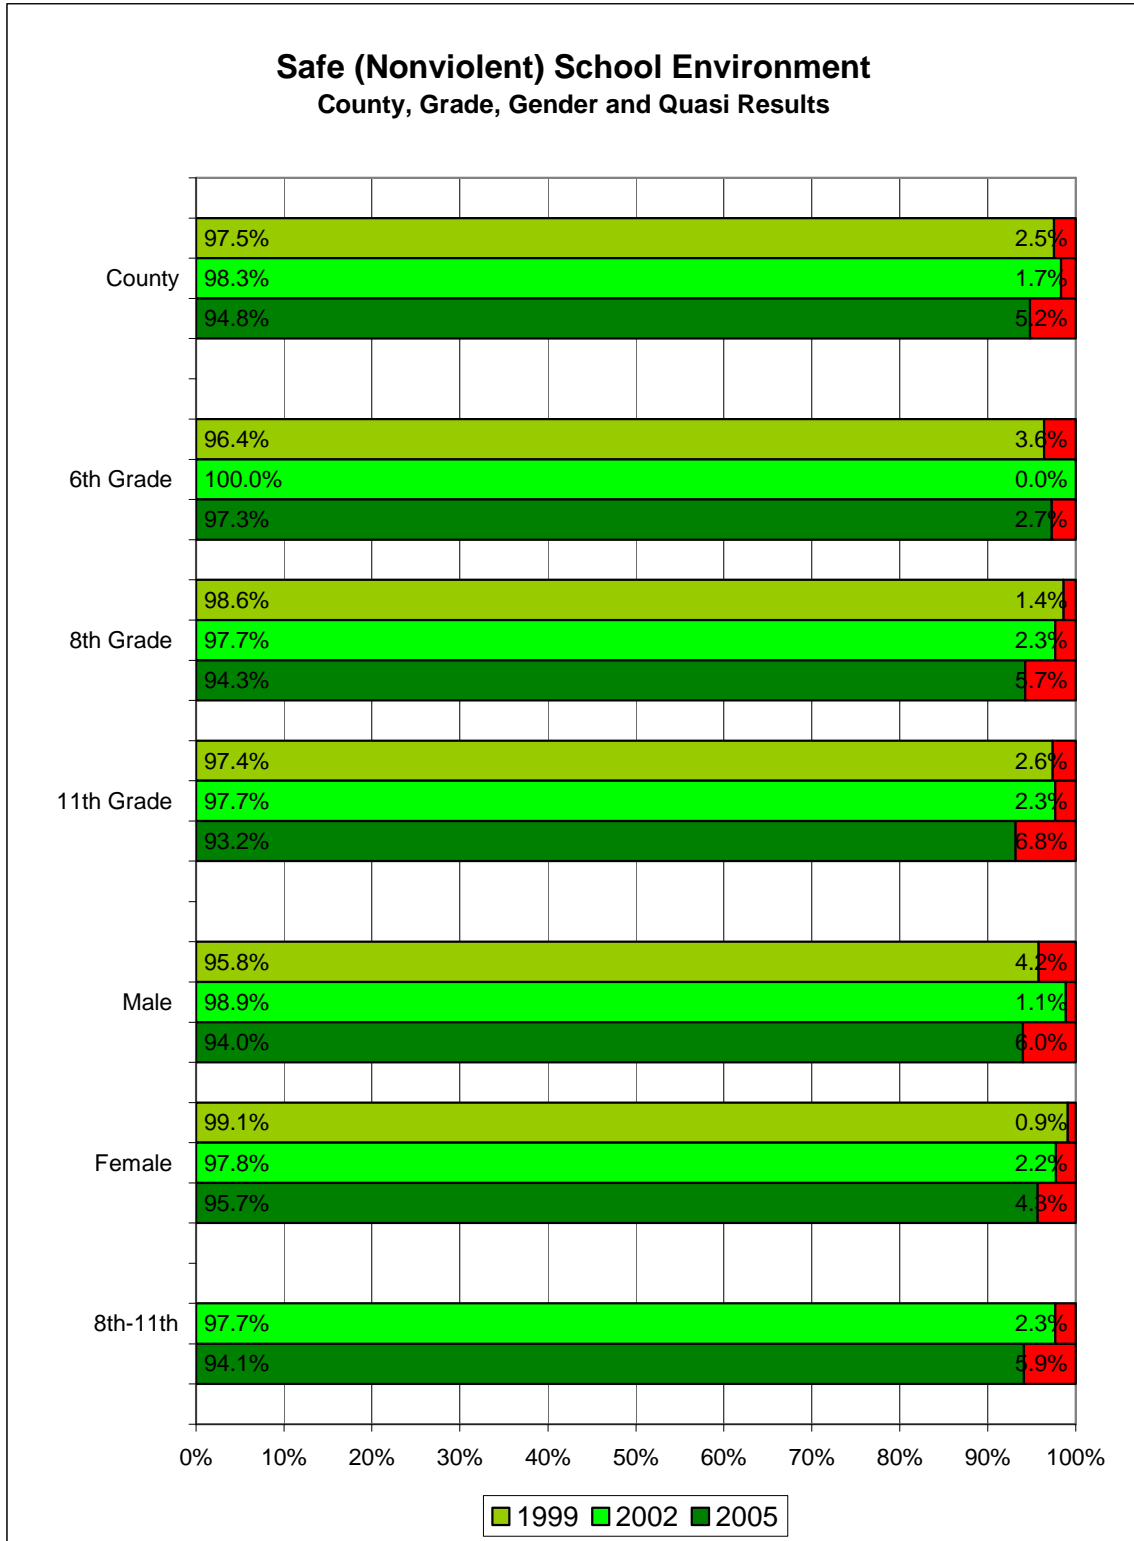 Safe (Nonviolent) School Environment
County, Grade, Gender and Quasi Results
97.5% 2.5%
County 98.3% 1.7%
94.8% 5.2%
96.4% 3.6%
6th Grade 100.0% 0.0%
97.3% 2.7%
98.6% 1.4%
8th Grade 97.7% 2.3%
94.3% 5.7%
97.4% 2.6%
11th Grade 97.7% 2.3%
93.2% 6.8%
95.8% 4.2%
Male 98.9% 1.1%
94.0% 6.0%
99.1% 0.9%
Female 97.8% 2.2%
95.7% 4.3%
8th-11th 97.7% 2.3%
94.1% 5.9%
0% 10% 20% 30% 40% 50% 60% 70% 80% 90% 100%
1999 2002 2005